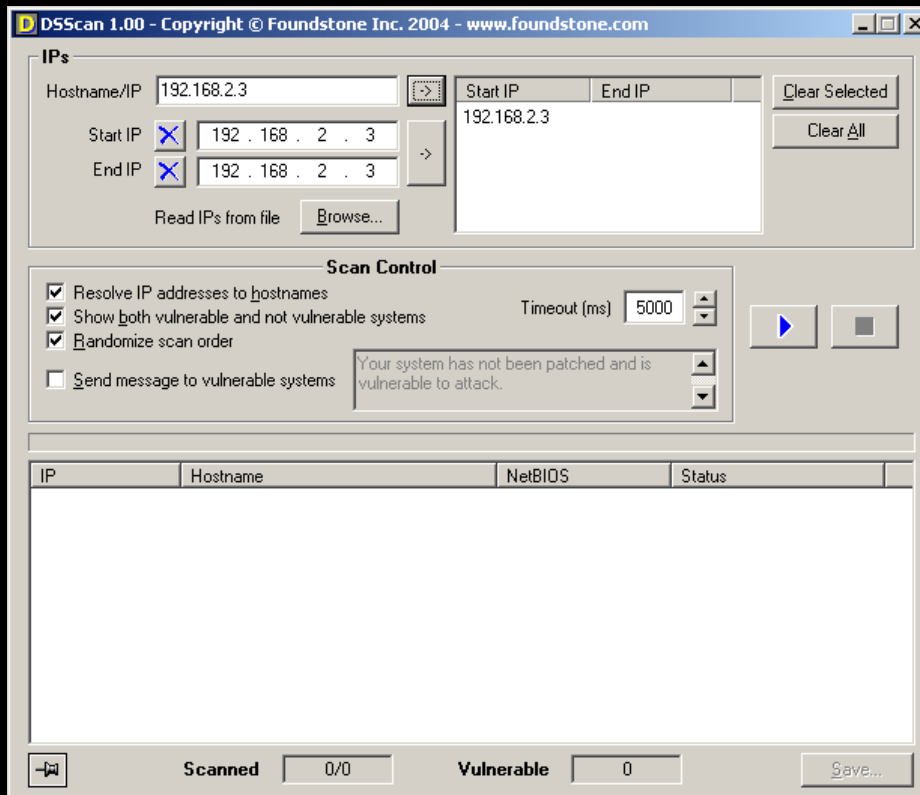 DSScan 1.00 - Copyright © Foundstone Inc. 2004 - www.foundstone.com
IPs
Hostname/IP 192.168.2.3 ->
Start IP End IP
192.168.2.3
Clear Selected
Clear All
Start IP 192 . 168 . 2 . 3
End IP 192 . 168 . 2 . 3
->
Read IPs from file Browse...
Scan Control
Resolve IP addresses to hostnames
Show both vulnerable and not vulnerable systems
Randomize scan order
Send message to vulnerable systems
Timeout (ms) 5000
Your system has not been patched and is
vulnerable to attack.
IP Hostname NetBIOS Status
Scanned 0/0 Vulnerable 0 Save...